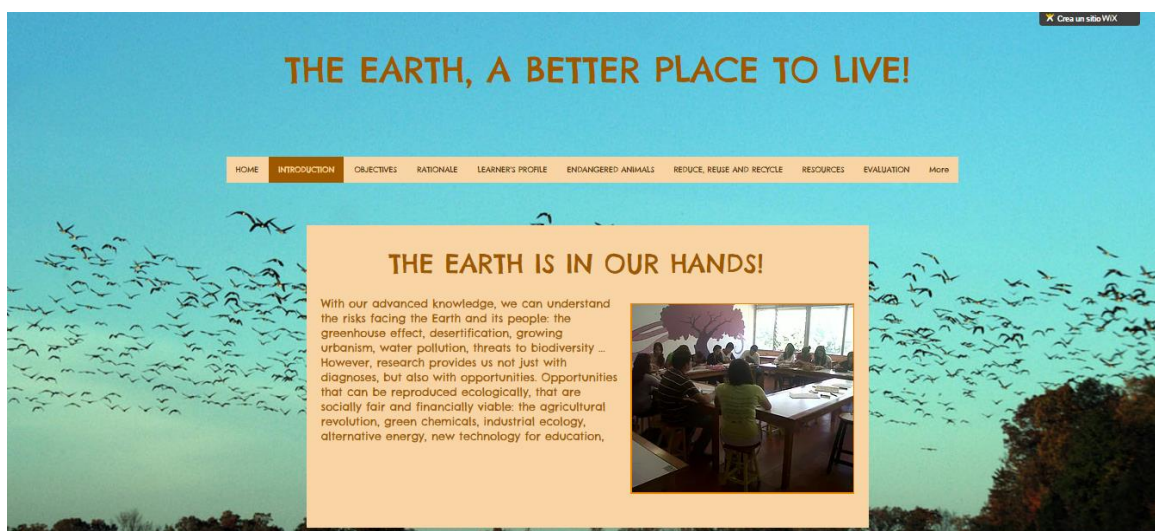 Crea un sitio WiX
THE EARTH, A BETTER PLACE TO LIVE!
HOME INTRODUCTION OBJECTIVES RATIONALE LEARNER'S PROFILE ENDANGERED ANIMALS REDUCE, REUSE AND RECYCLE RESOURCES EVALUATION More
THE EARTH IS IN OUR HANDS!
With our advanced knowledge, we can understand
the risks facing the Earth and its people: the
greenhouse effect, desertification, growing
urbanism, water pollution, threats to biodiversity ...
However, research provides us not just with
diagnoses, but also with opportunities. Opportunities
that can be reproduced ecologically, that are
socially fair and financially viable: the agricultural
revolution, green chemicals, industrial ecology,
alternative energy, new technology for education,